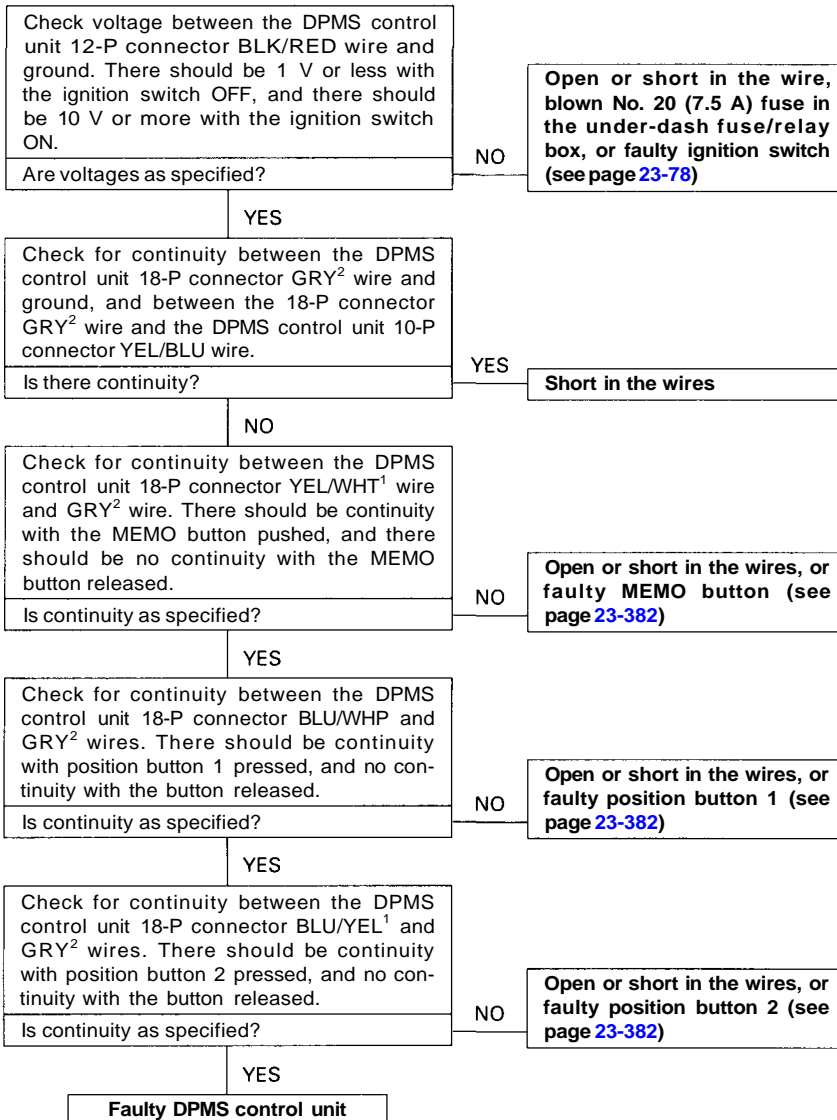 Check voltage between the DPMS control
unit 12-P connector BLK/RED wire and
ground. There should be 1 V or less with
the ignition switch OFF, and there should
be 10 V or more with the ignition switch
ON.
Are voltages as specified?
NO
Open or short in the wire,
blown No. 20 (7.5 A) fuse in
the under-dash fuse/relay
box, or faulty ignition switch
(see page 23-78)
YES
Check for continuity between the DPMS
control unit 18-P connector GRY² wire and
ground, and between the 18-P connector
GRY² wire and the DPMS control unit 10-P
connector YEL/BLU wire.
Is there continuity?
YES
Short in the wires
NO
Check for continuity between the DPMS
control unit 18-P connector YEL/WHT¹ wire
and GRY² wire. There should be continuity
with the MEMO button pushed, and there
should be no continuity with the MEMO
button released.
Is continuity as specified?
NO
Open or short in the wires, or
faulty MEMO button (see
page 23-382)
YES
Check for continuity between the DPMS
control unit 18-P connector BLU/WHP and
GRY² wires. There should be continuity
with position button 1 pressed, and no con-
tinuity with the button released.
Is continuity as specified?
NO
Open or short in the wires, or
faulty position button 1 (see
page 23-382)
YES
Check for continuity between the DPMS
control unit 18-P connector BLU/YEL¹ and
GRY² wires. There should be continuity
with position button 2 pressed, and no con-
tinuity with the button released.
Is continuity as specified?
NO
Open or short in the wires, or
faulty position button 2 (see
page 23-382)
YES
Faulty DPMS control unit